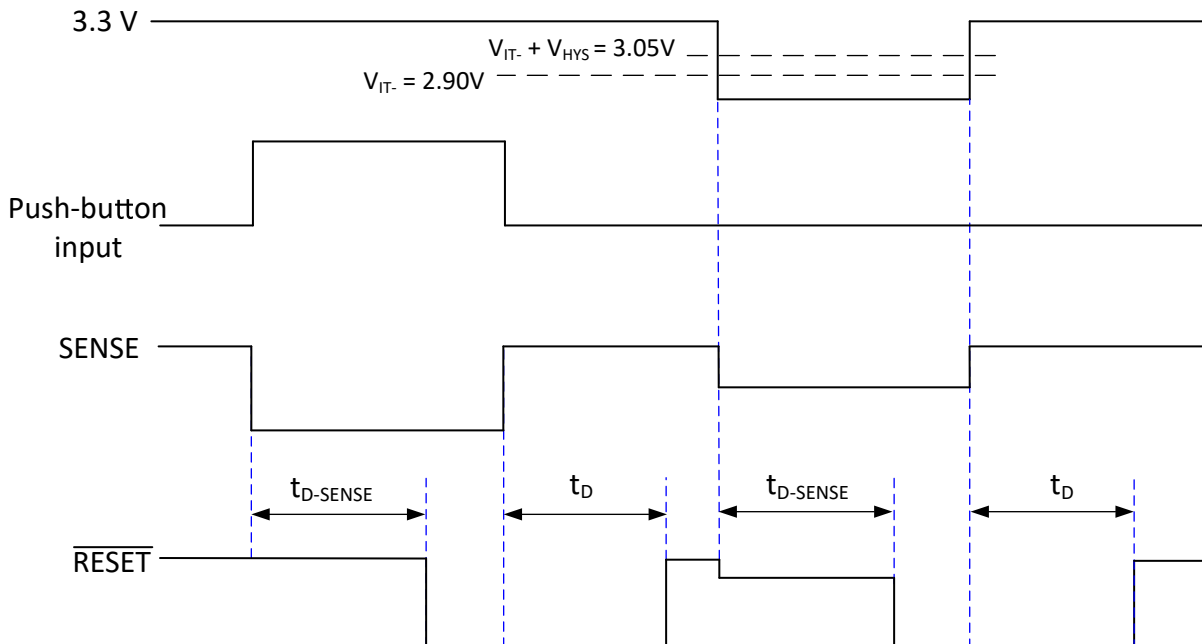 3.3 V
V_IT- + V_HYS = 3.05V
V_IT- = 2.90V
Push-button
input
SENSE
t_D-SENSE
t_D
t_D-SENSE
t_D
R̅E̅S̅E̅T̅